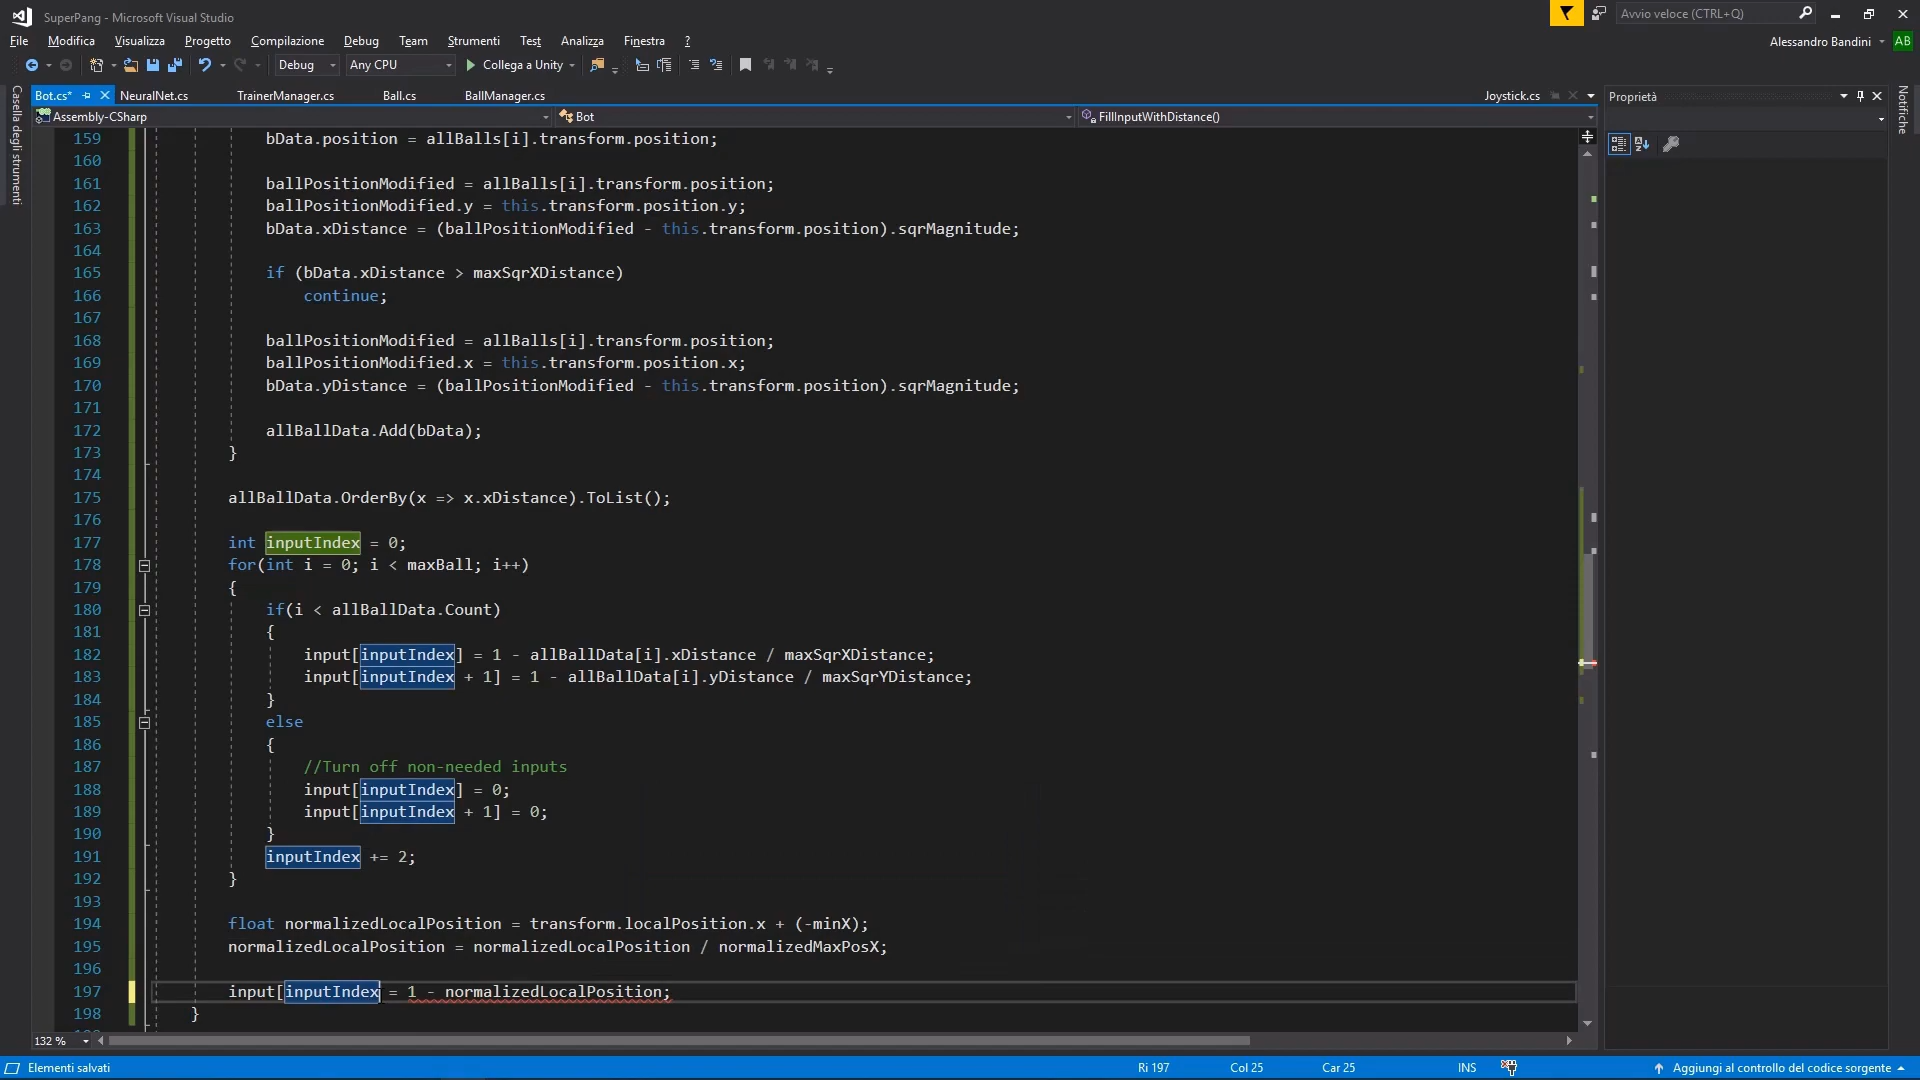 SuperPang - Microsoft Visual Studio
Avvio veloce (CTRL+Q)
File Modifica Visualizza Progetto Compilazione Debug Team Strumenti Test Analizza Finestra ?
Alessandro Bandini AB
Debug Any CPU Collega a Unity
Casella degli strumenti
Bot.cs* NeuralNet.cs TrainerManager.cs Ball.cs BallManager.cs Joystick.cs
Proprietà
Notifiche
Assembly-CSharp Bot FillInputWithDistance()
159 bData.position = allBalls[i].transform.position;
160
161 ballPositionModified = allBalls[i].transform.position;
162 ballPositionModified.y = this.transform.position.y;
163 bData.xDistance = (ballPositionModified - this.transform.position).sqrMagnitude;
164
165 if (bData.xDistance > maxSqrXDistance)
166 continue;
167
168 ballPositionModified = allBalls[i].transform.position;
169 ballPositionModified.x = this.transform.position.x;
170 bData.yDistance = (ballPositionModified - this.transform.position).sqrMagnitude;
171
172 allBallData.Add(bData);
173 }
174
175 allBallData.OrderBy(x => x.xDistance).ToList();
176
177 int inputIndex = 0;
178 for(int i = 0; i < maxBall; i++)
179 {
180 if(i < allBallData.Count)
181 {
182 input[inputIndex] = 1 - allBallData[i].xDistance / maxSqrXDistance;
183 input[inputIndex + 1] = 1 - allBallData[i].yDistance / maxSqrYDistance;
184 }
185 else
186 {
187 //Turn off non-needed inputs
188 input[inputIndex] = 0;
189 input[inputIndex + 1] = 0;
190 }
191 inputIndex += 2;
192 }
193
194 float normalizedLocalPosition = transform.localPosition.x + (-minX);
195 normalizedLocalPosition = normalizedLocalPosition / normalizedMaxPosX;
196
197 input[inputIndex = 1 - normalizedLocalPosition;
198 }
132 %
Elementi salvati Ri 197 Col 25 Car 25 INS Aggiungi al controllo del codice sorgente